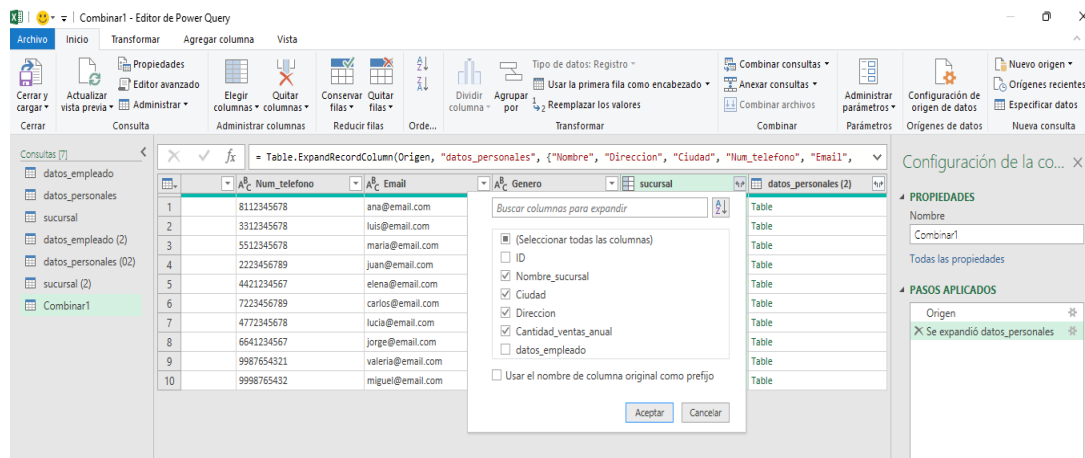 Combinar1 - Editor de Power Query
Archivo Inicio Transformar Agregar columna Vista
Cerrar y cargar
Cerrar
Actualizar vista previa
Propiedades
Editor avanzado
Administrar
Consulta
Elegir columnas
Quitar columnas
Administrar columnas
Conservar filas
Quitar filas
Reducir filas
Orde...
Dividir columna
Agrupar por
Tipo de datos: Registro
Usar la primera fila como encabezado
1 2 Reemplazar los valores
Transformar
Combinar consultas
Anexar consultas
Combinar archivos
Combinar
Administrar parámetros
Parámetros
Configuración de origen de datos
Orígenes de datos
Nuevo origen
Orígenes recientes
Especificar datos
Nueva consulta
Consultas [7]
datos_empleado
datos_personales
sucursal
datos_empleado (2)
datos_personales (02)
sucursal (2)
Combinar1
fx = Table.ExpandRecordColumn(Origen, "datos_personales", {"Nombre", "Direccion", "Ciudad", "Num_telefono", "Email",
ABC Num_telefono ABC Email ABC Genero sucursal datos_personales (2)
1 8112345678 ana@email.com Table
2 3312345678 luis@email.com Table
3 5512345678 maria@email.com Table
4 2223456789 juan@email.com Table
5 4421234567 elena@email.com Table
6 7223456789 carlos@email.com Table
7 4772345678 lucia@email.com Table
8 6641234567 jorge@email.com Table
9 9987654321 valeria@email.com Table
10 9998765432 miguel@email.com Table
Buscar columnas para expandir
(Seleccionar todas las columnas)
ID
Nombre_sucursal
Ciudad
Direccion
Cantidad_ventas_anual
datos_empleado
Usar el nombre de columna original como prefijo
Aceptar Cancelar
Configuración de la co...
PROPIEDADES
Nombre
Combinar1
Todas las propiedades
PASOS APLICADOS
Origen
Se expandió datos_personales